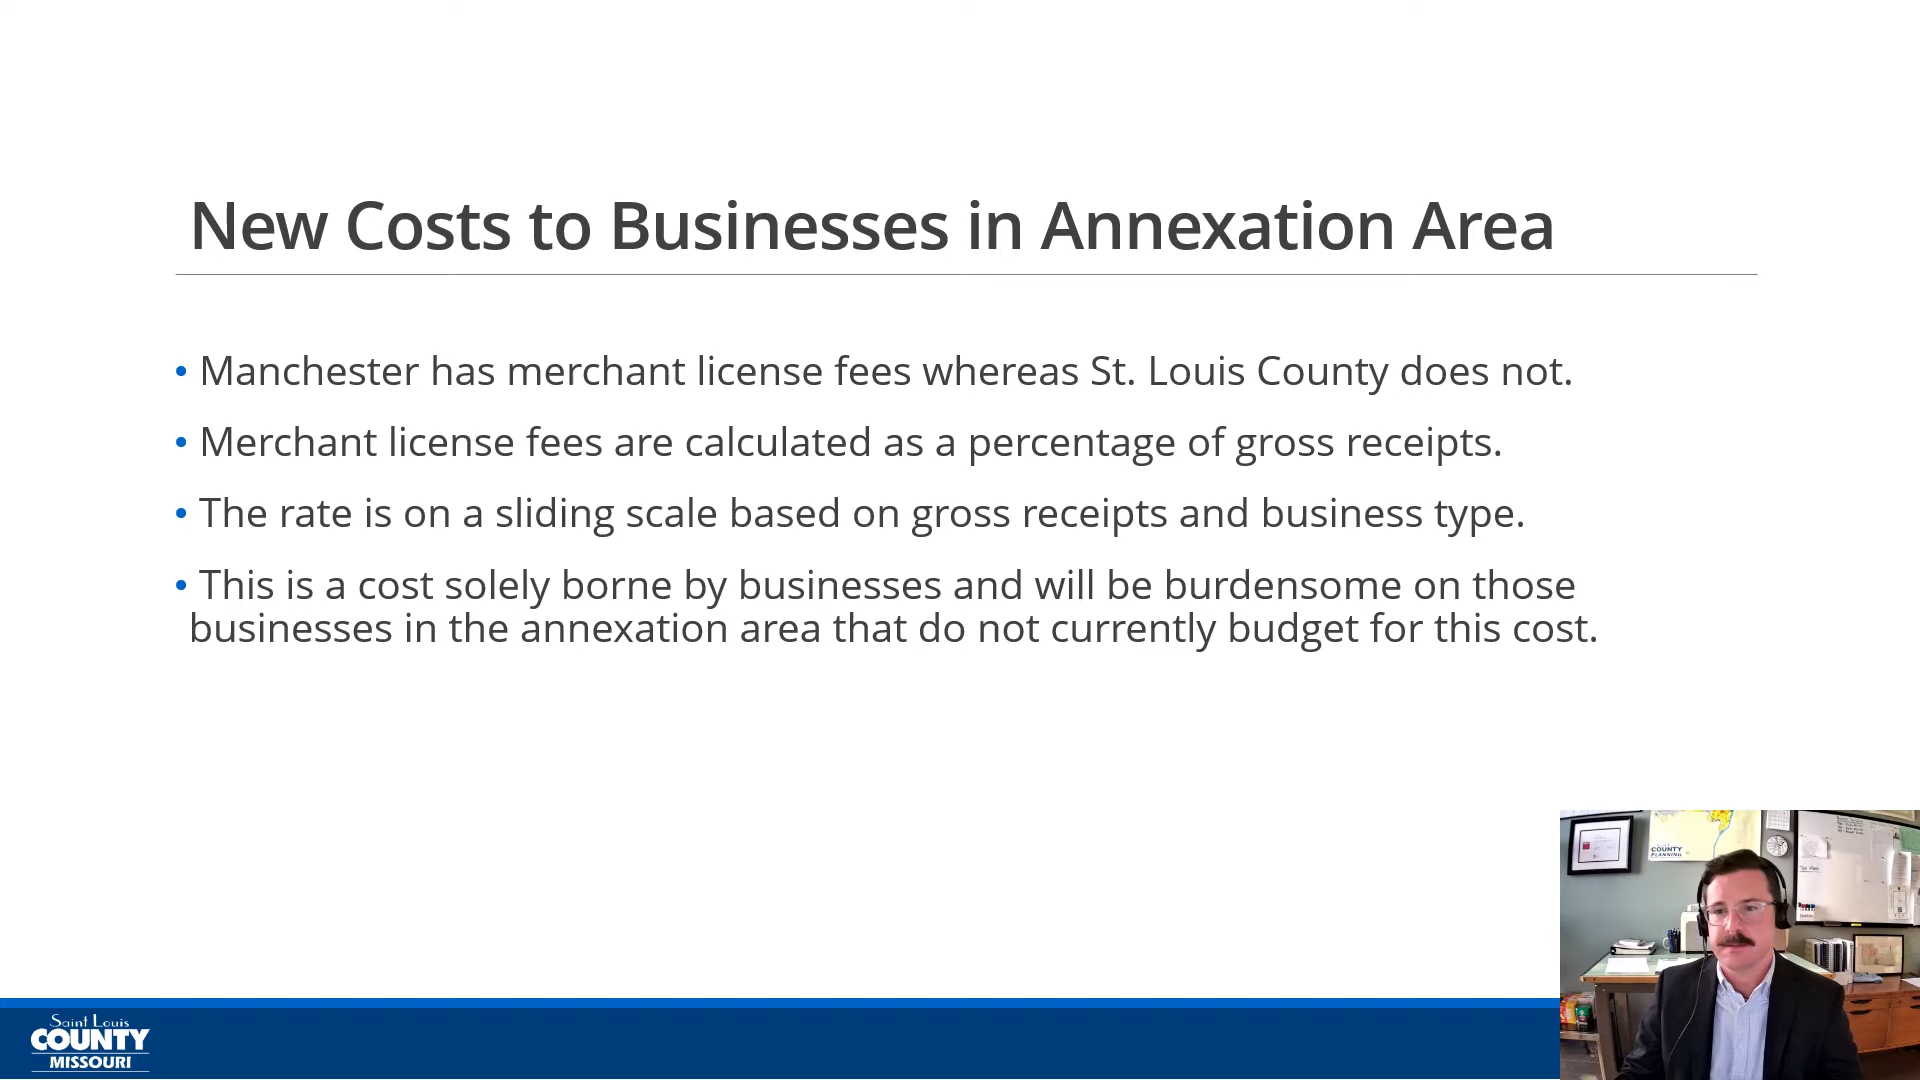 New Costs to Businesses in Annexation Area
• Manchester has merchant license fees whereas St. Louis County does not.
• Merchant license fees are calculated as a percentage of gross receipts.
• The rate is on a sliding scale based on gross receipts and business type.
• This is a cost solely borne by businesses and will be burdensome on those
businesses in the annexation area that do not currently budget for this cost.
COUNTY
PLANNING
Saint Louis
COUNTY
MISSOURI